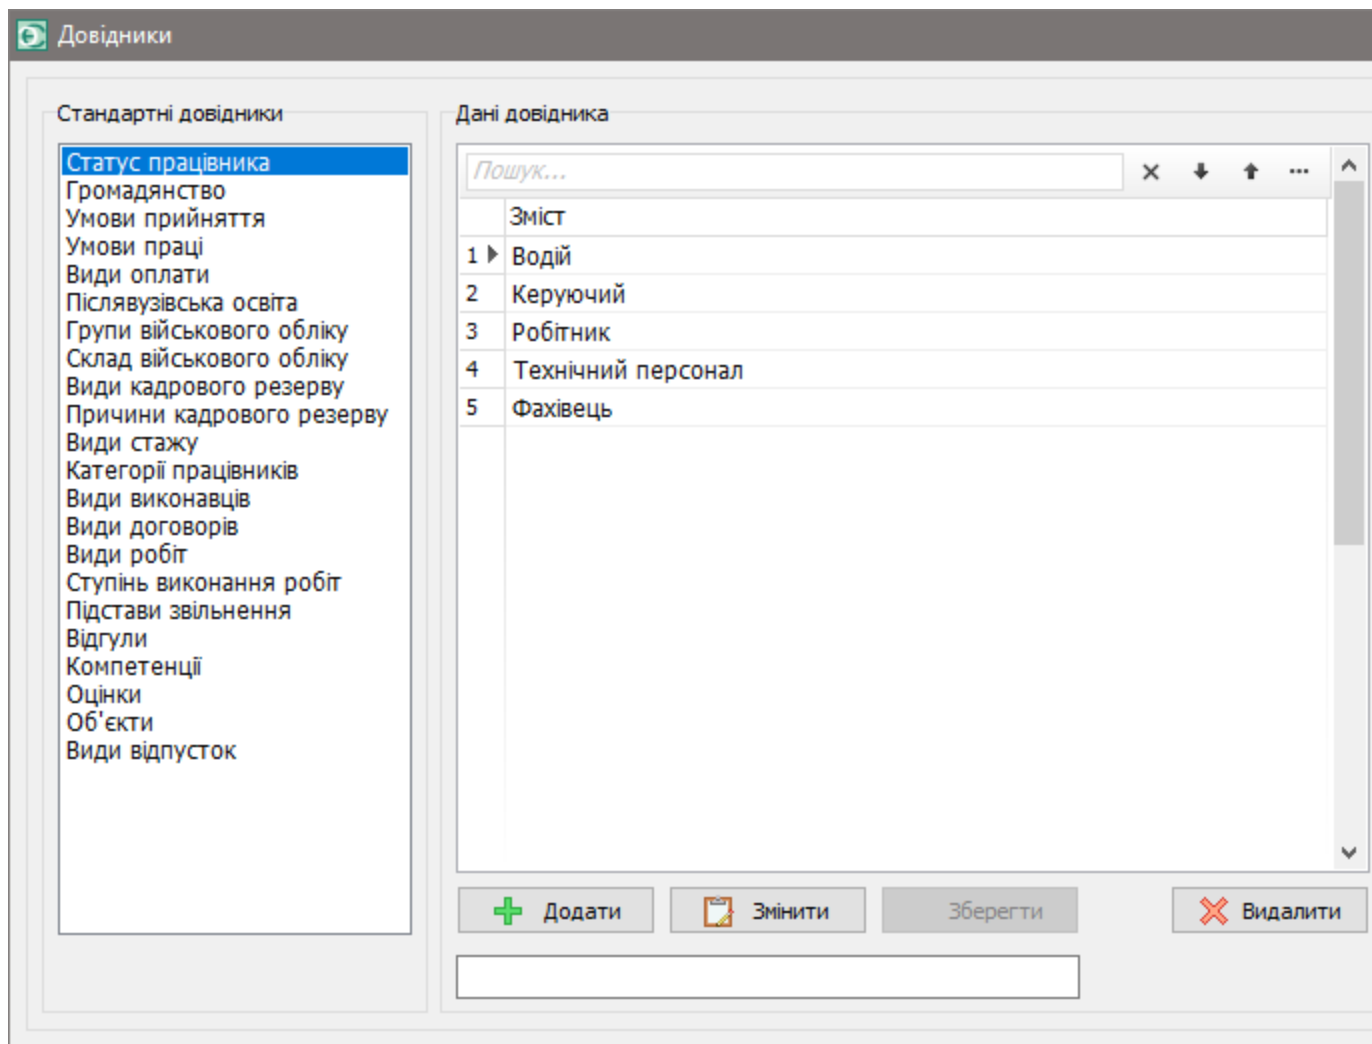 Довідники
Стандартні довідники
Статус працівника
Громадянство
Умови прийняття
Умови праці
Види оплати
Післявузівська освіта
Групи військового обліку
Склад військового обліку
Види кадрового резерву
Причини кадрового резерву
Види стажу
Категорії працівників
Види виконавців
Види договорів
Види робіт
Ступінь виконання робіт
Підстави звільнення
Відгули
Компетенції
Оцінки
Об'єкти
Види відпусток
Дані довідника
Пошук...
Зміст
1 Водій
2 Керуючий
3 Робітник
4 Технічний персонал
5 Фахівець
Додати Змінити Зберегти Видалити